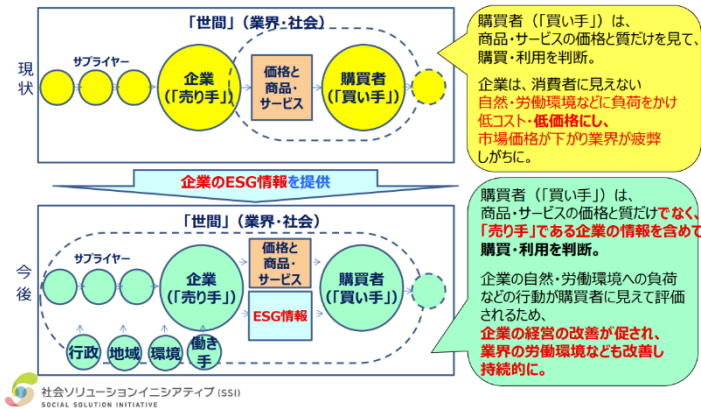 「世間」（業界・社会）
現状
サプライヤー
企業
（「売り手」）
価格と
商品・
サービス
購買者
（「買い手」）
購買者（「買い手」）は、
商品・サービスの価格と質だけを見て、
購買・利用を判断。
企業は、消費者に見えない
自然・労働環境などに負荷をかけ
低コスト・低価格にし、
市場価格が下がり業界が疲弊
しがちに。
企業のESG情報を提供
「世間」（業界・社会）
今後
サプライヤー
企業
（「売り手」）
価格と
商品・
サービス
ESG情報
購買者
（「買い手」）
行政
地域
環境
働き
手
購買者（「買い手」）は、
商品・サービスの価格と質だけでなく、
「売り手」である企業の情報を含めて
購買・利用を判断。
企業の自然・労働環境への負荷
などの行動が購買者に見えて評価
されるため、
企業の経営の改善が促され、
業界の労働環境なども改善し
持続的に。
社会ソリューションイニシアティブ (SSI)
SOCIAL SOLUTION INITIATIVE